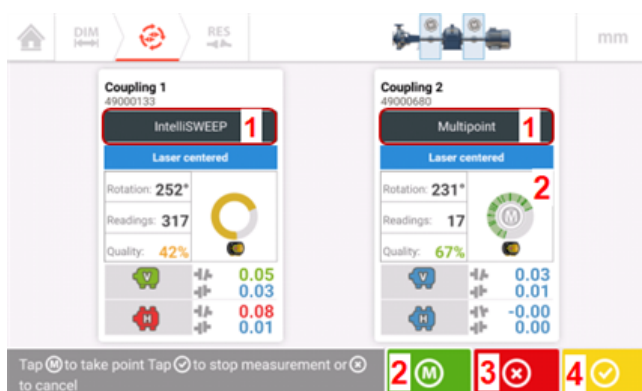 DIM
RES
mm
Coupling 1
49000133
IntelliSWEEP 1
Laser centered
Rotation: 252°
Readings: 317
Quality: 42%
V 0.05
0.03
H 0.08
0.01
Coupling 2
49000680
Multipoint 1
Laser centered
2
Rotation: 231°
Readings: 17
M
Quality: 67%
V 0.03
0.01
H -0.00
0.00
Tap M to take point Tap to stop measurement or
to cancel
2 M
3
4